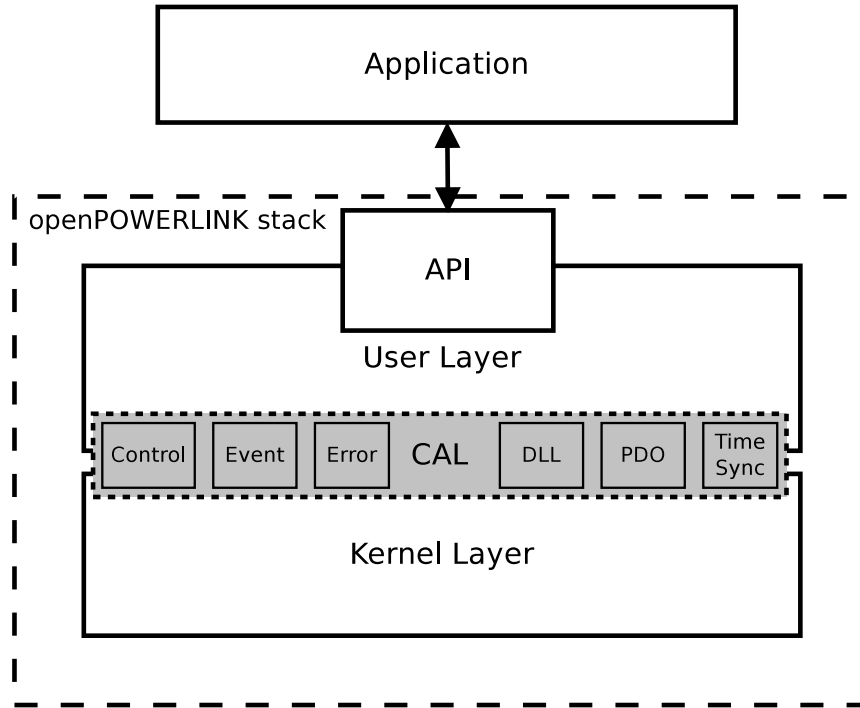 Application
openPOWERLINK stack
API
User Layer
Control
Event
Error
CAL
DLL
PDO
Time
Sync
Kernel Layer